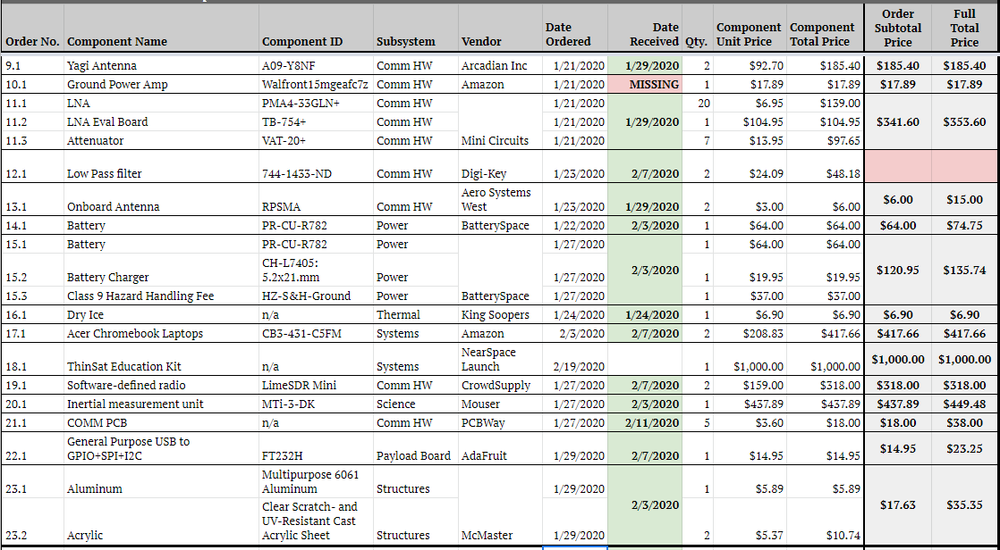 Order No. Component Name Component ID Subsystem Vendor Date Ordered Date Received Qty. Component Unit Price Component Total Price Order Subtotal Price Full Total Price
9.1 Yagi Antenna A09-Y8NF Comm HW Arcadian Inc 1/21/2020 1/29/2020 2 $92.70 $185.40 $185.40 $185.40
10.1 Ground Power Amp Walfront15mgeafc7z Comm HW Amazon 1/21/2020 MISSING 1 $17.89 $17.89 $17.89 $17.89
11.1 LNA PMA4-33GLN+ Comm HW 1/21/2020 20 $6.95 $139.00
11.2 LNA Eval Board TB-754+ Comm HW 1/21/2020 1/29/2020 1 $104.95 $104.95 $341.60 $353.60
11.3 Attenuator VAT-20+ Comm HW Mini Circuits 1/21/2020 7 $13.95 $97.65
12.1 Low Pass filter 744-1433-ND Comm HW Digi-Key 1/23/2020 2/7/2020 2 $24.09 $48.18
13.1 Onboard Antenna RPSMA Comm HW Aero Systems West 1/23/2020 1/29/2020 2 $3.00 $6.00 $6.00 $15.00
14.1 Battery PR-CU-R782 Power BatterySpace 1/22/2020 2/3/2020 1 $64.00 $64.00 $64.00 $74.75
15.1 Battery PR-CU-R782 Power 1/27/2020 1 $64.00 $64.00
15.2 Battery Charger CH-L7405: 5.2x21.mm Power 1/27/2020 2/3/2020 1 $19.95 $19.95 $120.95 $135.74
15.3 Class 9 Hazard Handling Fee HZ-S&H-Ground Power BatterySpace 1/27/2020 1 $37.00 $37.00
16.1 Dry Ice n/a Thermal King Soopers 1/24/2020 1/24/2020 1 $6.90 $6.90 $6.90 $6.90
17.1 Acer Chromebook Laptops CB3-431-C5FM Systems Amazon 2/3/2020 2/7/2020 2 $208.83 $417.66 $417.66 $417.66
18.1 ThinSat Education Kit n/a Systems NearSpace Launch 2/19/2020 1 $1,000.00 $1,000.00 $1,000.00 $1,000.00
19.1 Software-defined radio LimeSDR Mini Comm HW CrowdSupply 1/27/2020 2/7/2020 2 $159.00 $318.00 $318.00 $318.00
20.1 Inertial measurement unit MTi-3-DK Science Mouser 1/27/2020 2/3/2020 1 $437.89 $437.89 $437.89 $449.48
21.1 COMM PCB n/a Comm HW PCBWay 1/27/2020 2/11/2020 5 $3.60 $18.00 $18.00 $38.00
22.1 General Purpose USB to GPIO+SPI+I2C FT232H Payload Board AdaFruit 1/29/2020 2/7/2020 1 $14.95 $14.95 $14.95 $23.25
23.1 Aluminum Multipurpose 6061 Aluminum Structures 1/29/2020 1 $5.89 $5.89
23.2 Acrylic Clear Scratch- and UV-Resistant Cast Acrylic Sheet Structures McMaster 1/29/2020 2/3/2020 2 $5.37 $10.74 $17.63 $35.35